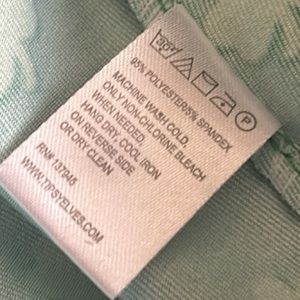 95% POLYESTER/5% SPANDEX
MACHINE WASH COLD,
ONLY NON-CHLORINE BLEACH
WHEN NEEDED,
HANG DRY, COOL IRON
ON REVERSE SIDE
OR DRY CLEAN
RN# 137946
WWW.TIPSYELVES.COM